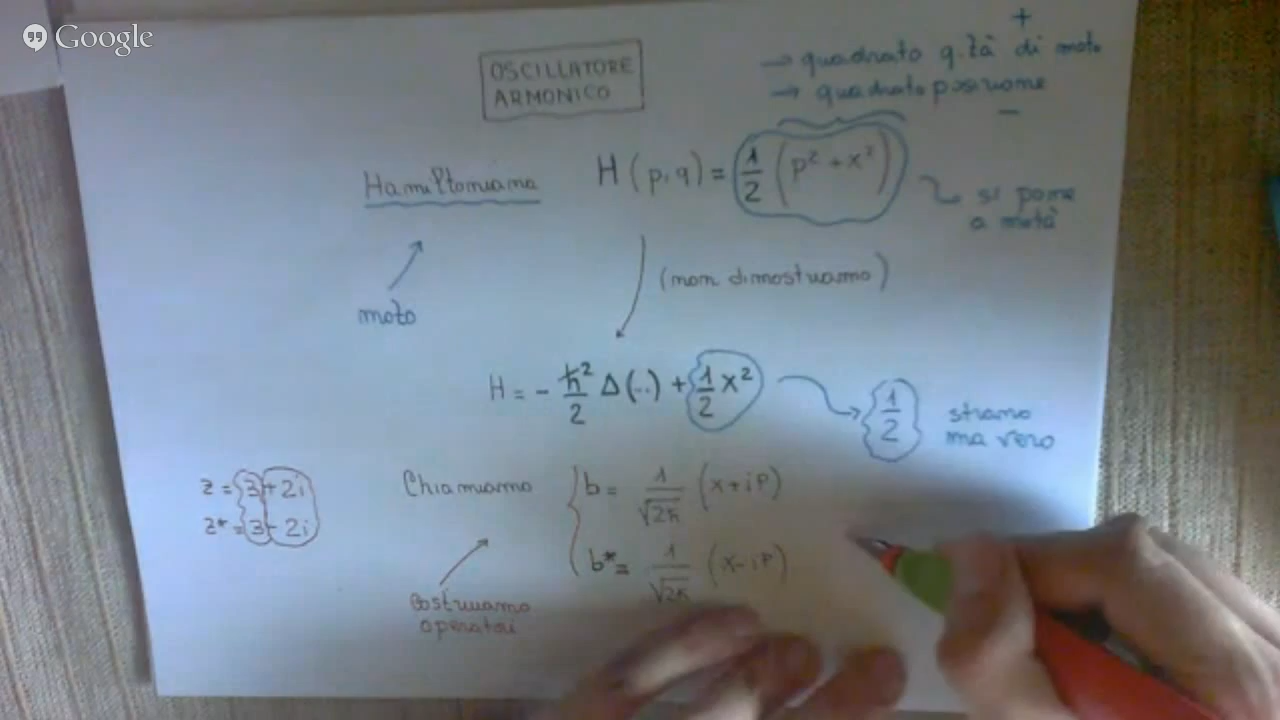 Google
OSCILLATORE
ARMONICO
+
→ quadrato q.tà di moto
→ quadrato posizione
−
Hamiltoniana
H(p,q) = 1/2 (p² + x²)
si pone
a metà
moto
(non dimostriamo)
H = - ħ²/2 Δ(..) + 1/2 x²
1/2
strano
ma vero
z = 3+2i
z* = 3-2i
Chiamiamo
b = 1/√2ħ (x+ip)
b* = 1/√2ħ (x-ip)
Costruiamo
operatori